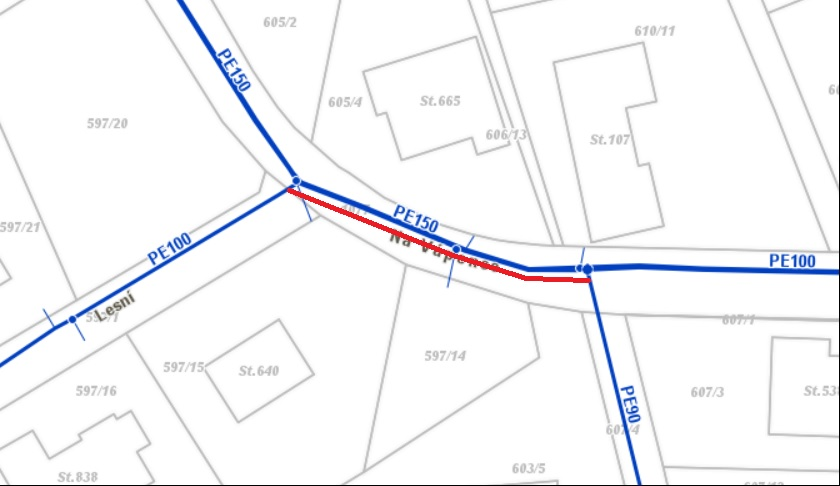 605/2
610/11
PE150
605/4
St.665
597/20
606/13
St.107
PE150
597/21
PE100
Na Vápence
PE100
Lesní
607/1
597/15
St.640
597/14
597/16
607/3
PE90
607/4
603/5
St.838